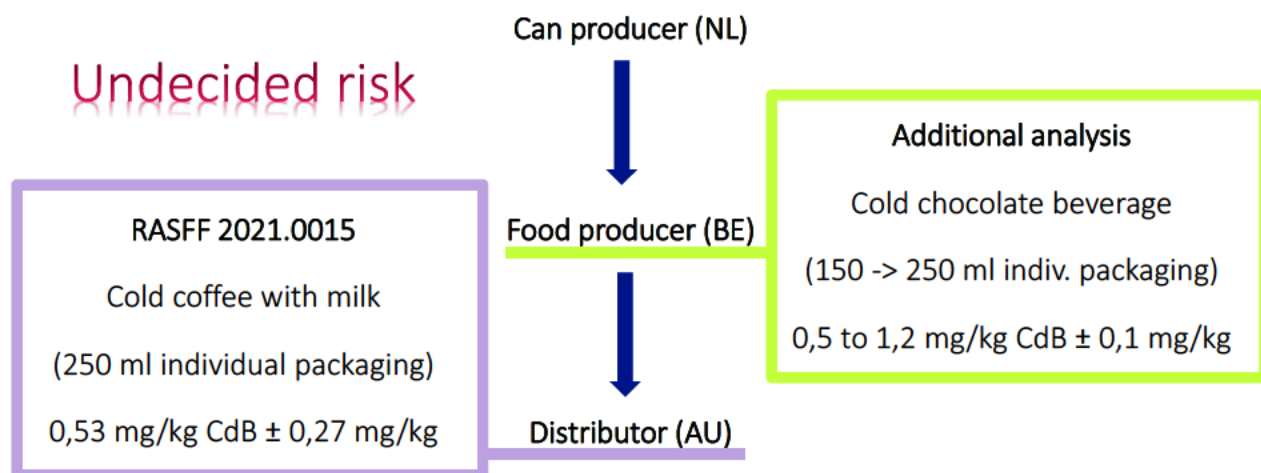 Can producer (NL)
Undecided risk
Additional analysis
Cold chocolate beverage
(150 -> 250 ml indiv. packaging)
0,5 to 1,2 mg/kg CdB ± 0,1 mg/kg
RASFF 2021.0015
Cold coffee with milk
(250 ml individual packaging)
0,53 mg/kg CdB ± 0,27 mg/kg
Food producer (BE)
Distributor (AU)